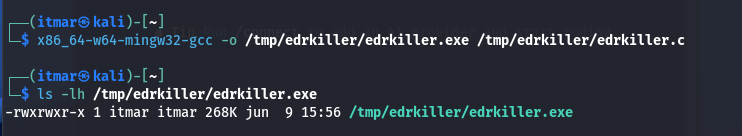 ┌──(itmar㉿kali)-[~]
└─$ x86_64-w64-mingw32-gcc -o /tmp/edrkiller/edrkiller.exe /tmp/edrkiller/edrkiller.c
┌──(itmar㉿kali)-[~]
└─$ ls -lh /tmp/edrkiller/edrkiller.exe
-rwxrwxr-x 1 itmar itmar 268K jun  9 15:56 /tmp/edrkiller/edrkiller.exe